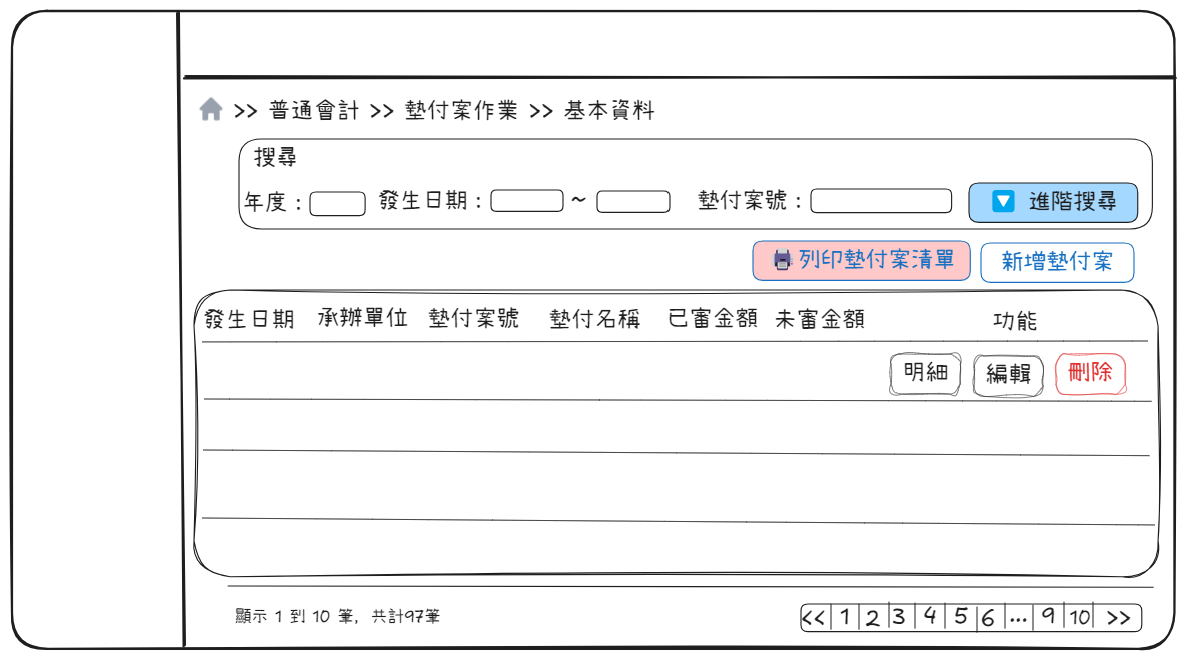 >> 普通會計 >> 墊付案作業 >> 基本資料
搜尋
年度： 發生日期： ~ 墊付案號： 進階搜尋
列印墊付案清單 新增墊付案
發生日期 承辦單位 墊付案號 墊付名稱 已審金額 未審金額 功能
明細 編輯 刪除
顯示 1 到 10 筆, 共計97筆 << 1 2 3 4 5 6 ... 9 10 >>